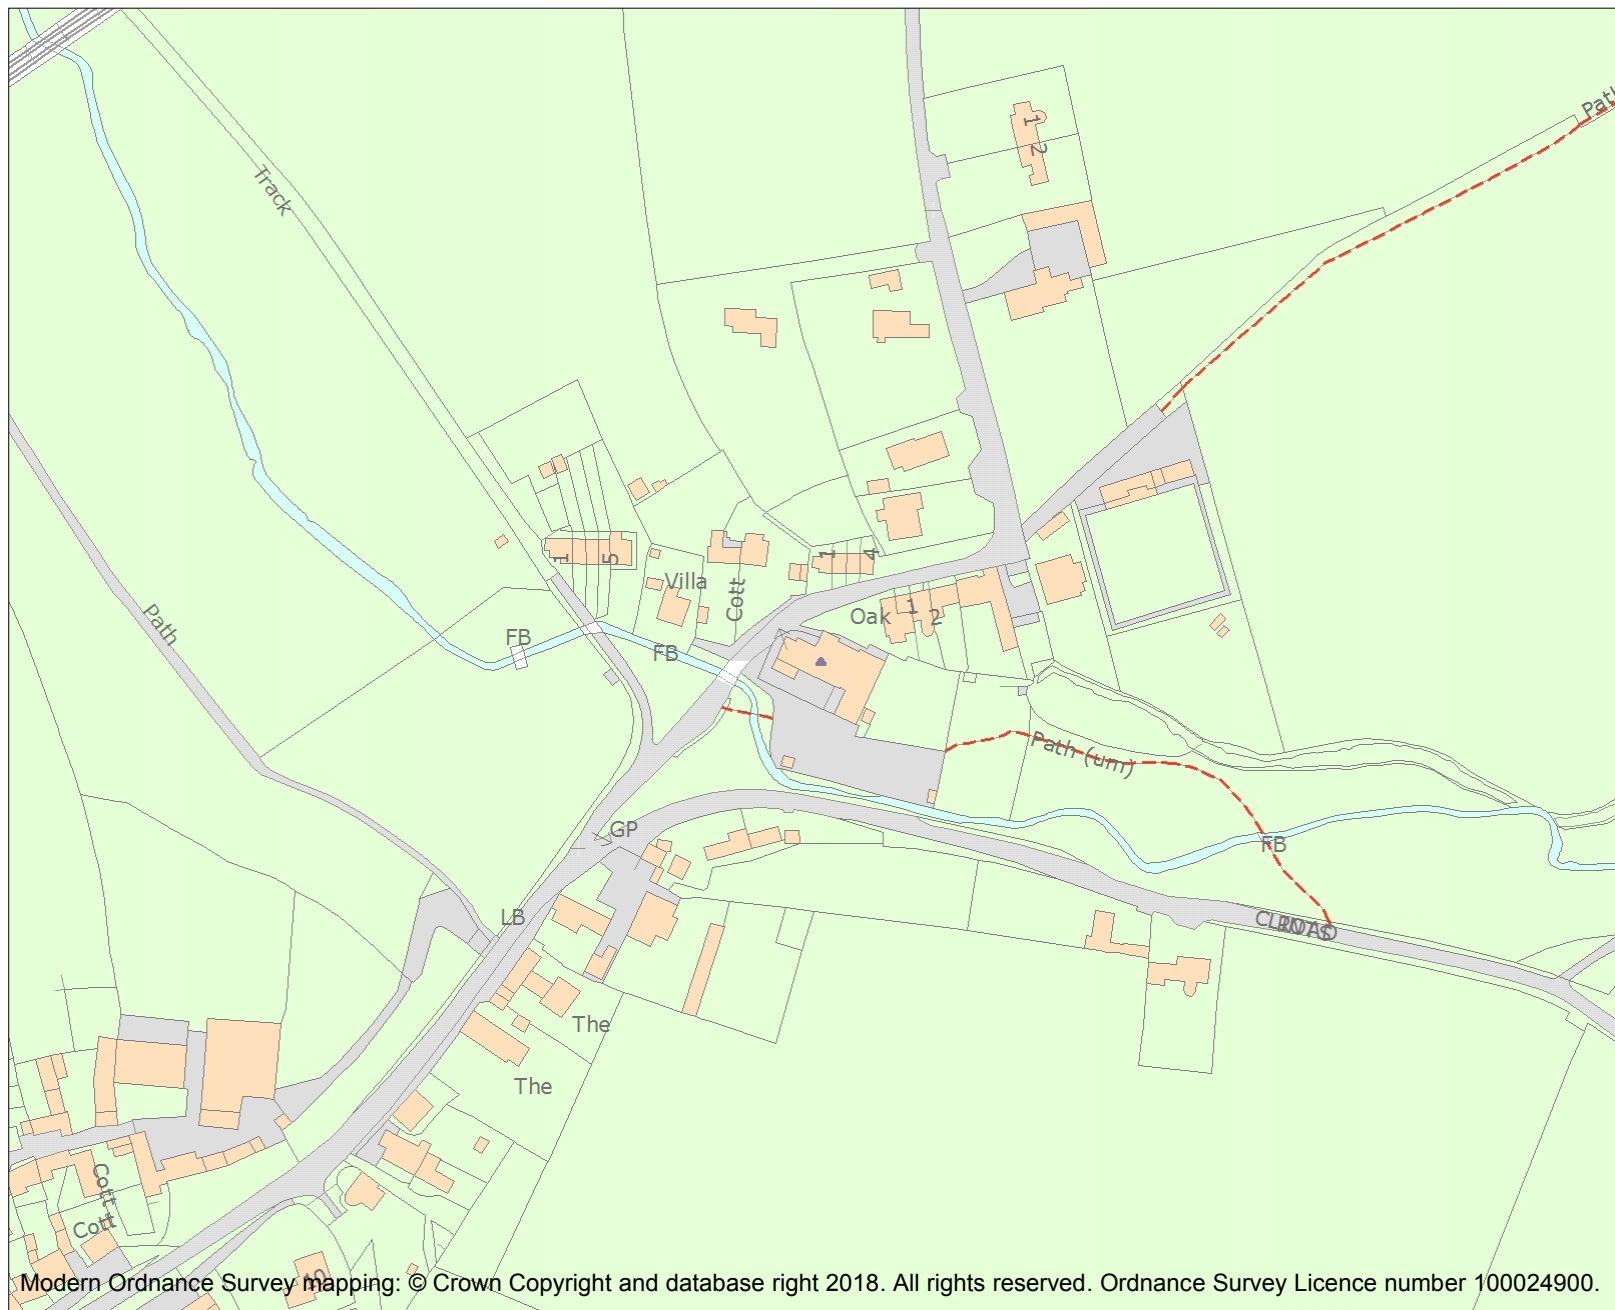 Path
Track
1
2
1
5
1
4
Villa
Cott
Oak
1
2
Path
FB
FB
Path (um)
GP
FB
LB
The
The
Cott
Cott
10
Modern Ordnance Survey mapping: © Crown Copyright and database right 2018. All rights reserved. Ordnance Survey Licence number 100024900.